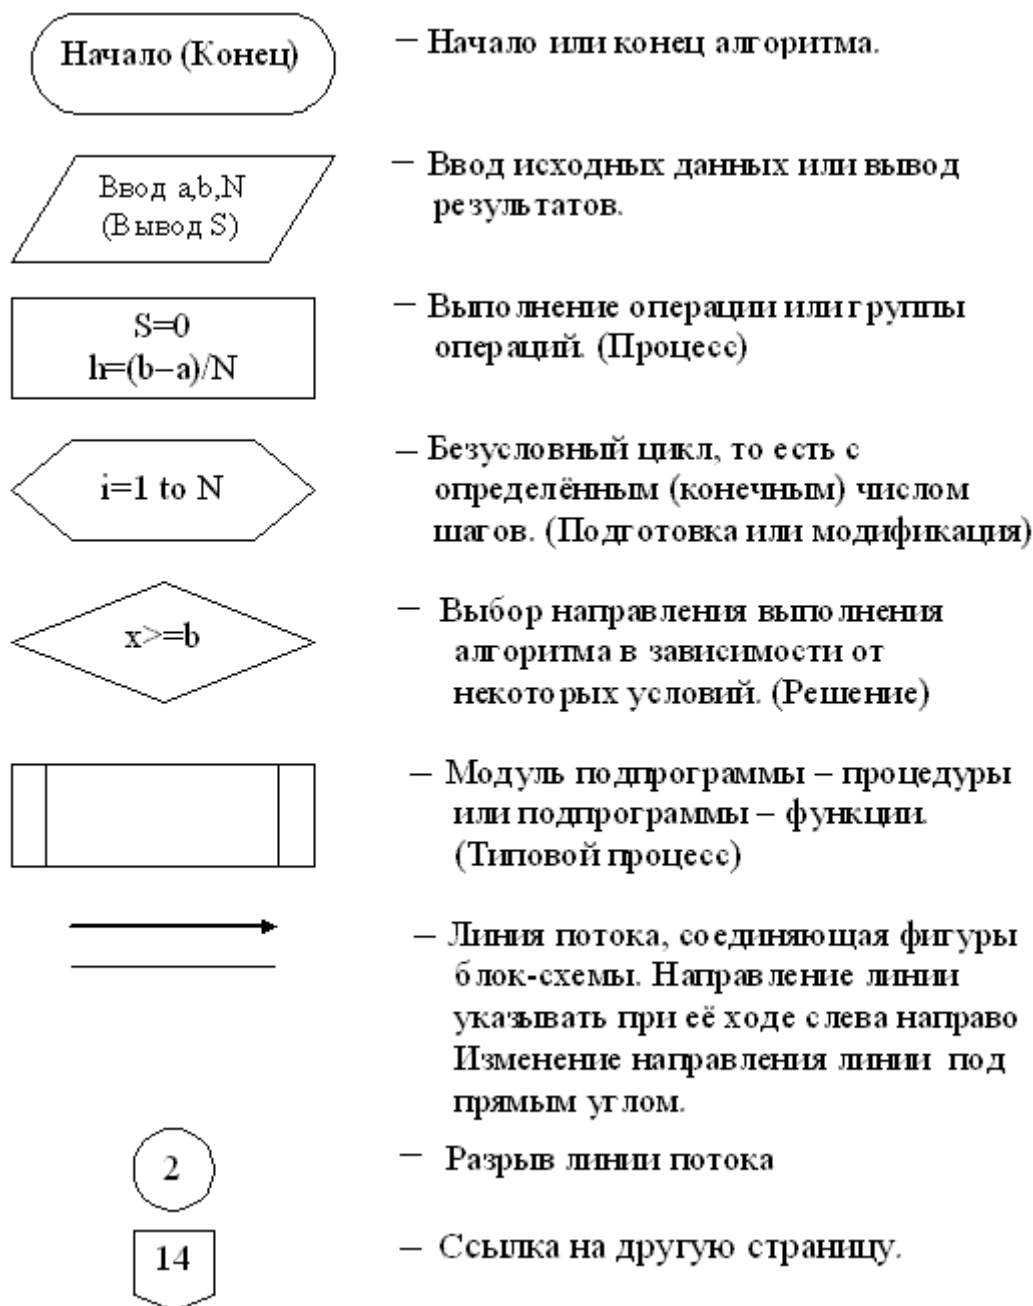 Начало (Конец)
– Начало или конец алгоритма.
Ввод a,b,N
(Вывод S)
– Ввод исходных данных или вывод
результатов.
S=0
h=(b–a)/N
– Выполнение операции или группы
операций. (Процесс)
i=1 to N
– Безусловный цикл, то есть с
определённым (конечным) числом
шагов. (Подготовка или модификация)
x>=b
– Выбор направления выполнения
алгоритма в зависимости от
некоторых условий. (Решение)
– Модуль подпрограммы – процедуры
или подпрограммы – функции.
(Типовой процесс)
– Линия потока, соединяющая фигуры
блок-схемы. Направление линии
указывать при её ходе слева направо
Изменение направления линии под
прямым углом.
2
– Разрыв линии потока
14
– Ссылка на другую страницу.